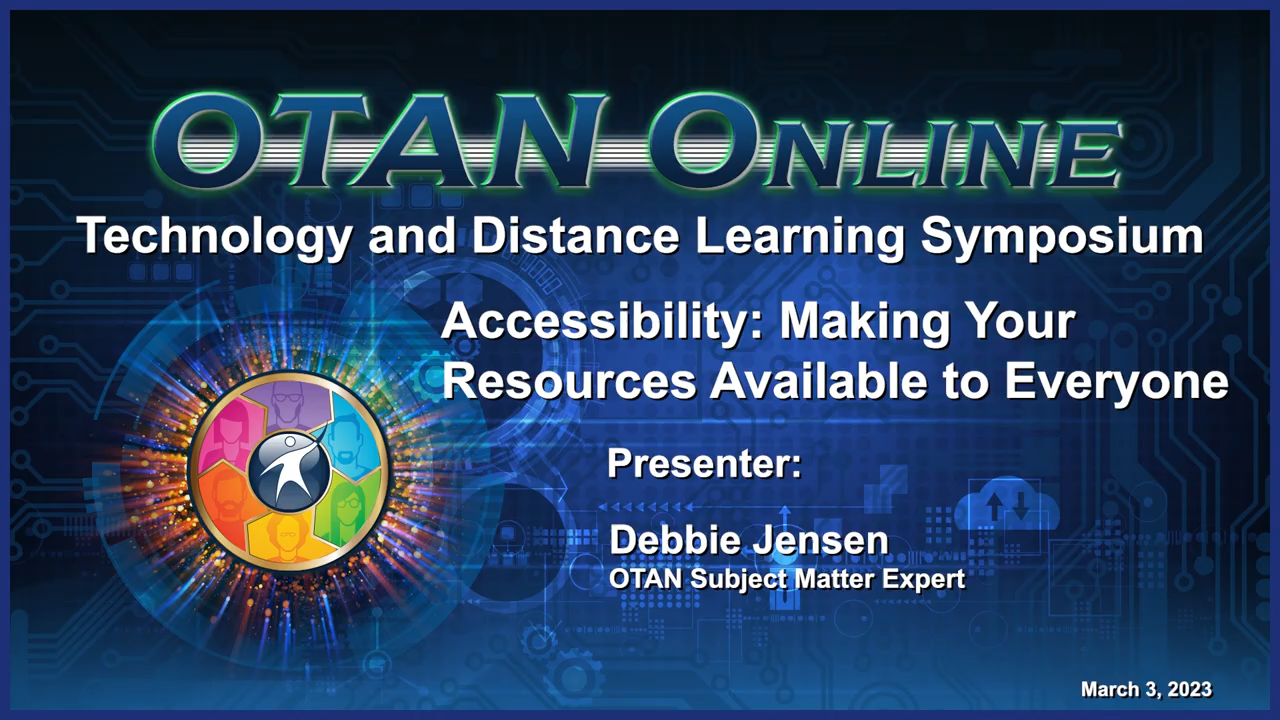 OTAN ONLINE
Technology and Distance Learning Symposium
Accessibility: Making Your
Resources Available to Everyone
Presenter:
Debbie Jensen
OTAN Subject Matter Expert
March 3, 2023